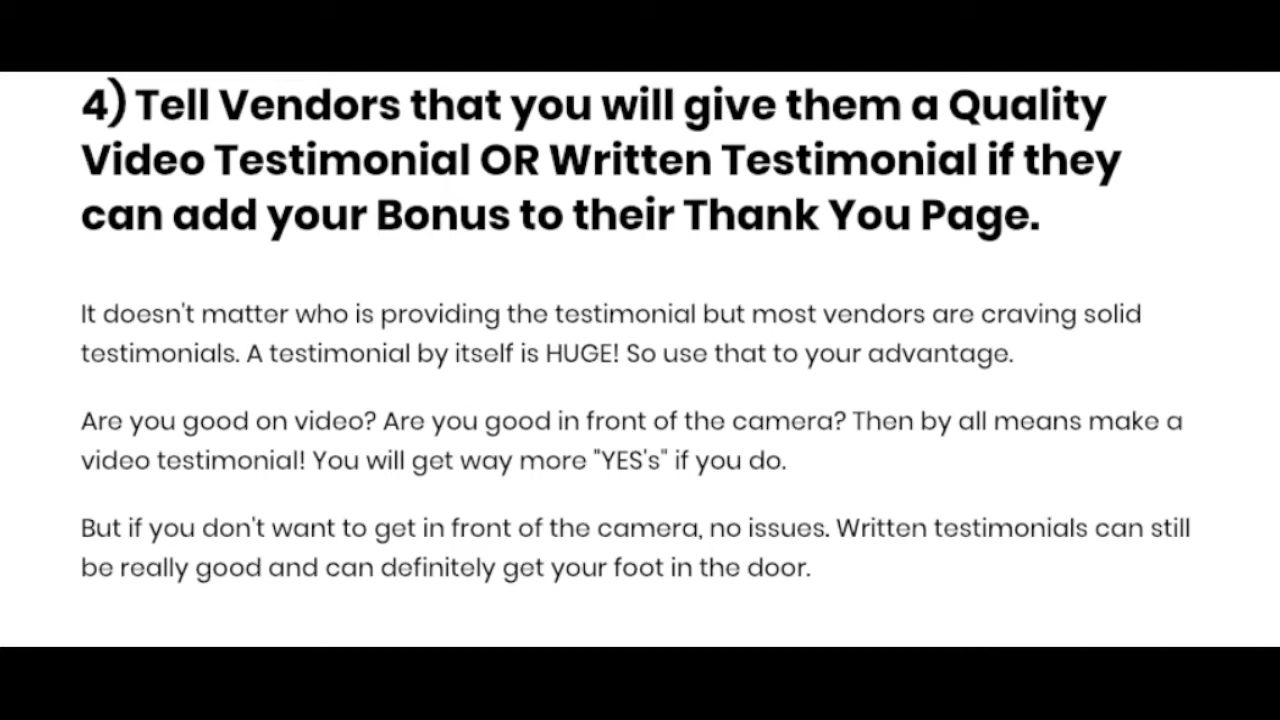 4) Tell Vendors that you will give them a Quality
Video Testimonial OR Written Testimonial if they
can add your Bonus to their Thank You Page.
It doesn't matter who is providing the testimonial but most vendors are craving solid
testimonials. A testimonial by itself is HUGE! So use that to your advantage.
Are you good on video? Are you good in front of the camera? Then by all means make a
video testimonial! You will get way more "YES's" if you do.
But if you don't want to get in front of the camera, no issues. Written testimonials can still
be really good and can definitely get your foot in the door.